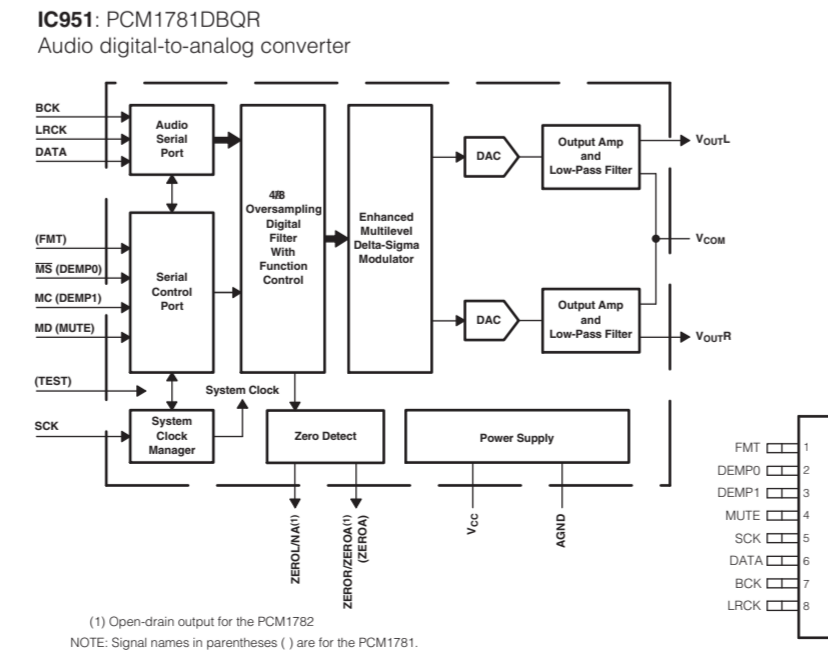 IC951: PCM1781DBQR
Audio digital-to-analog converter
BCK
LRCK
DATA
Audio
Serial
Port
(FMT)
MS (DEMP0)
MC (DEMP1)
MD (MUTE)
Serial
Control
Port
(TEST)
SCK
System
Clock
Manager
System Clock
Oversampling
Digital
Filter
With
Function
Control
Enhanced
Multilevel
Delta-Sigma
Modulator
DAC
Output Amp
and
Low-Pass Filter
VOUTL
VCOM
DAC
Output Amp
and
Low-Pass Filter
VOUTR
Zero Detect
Power Supply
ZEROL/NA(1)
ZEROR/ZEROA(1)
(ZEROA)
VCC
AGND
FMT 1
DEMP0 2
DEMP1 3
MUTE 4
SCK 5
DATA 6
BCK 7
LRCK 8
(1) Open-drain output for the PCM1782
NOTE: Signal names in parentheses ( ) are for the PCM1781.